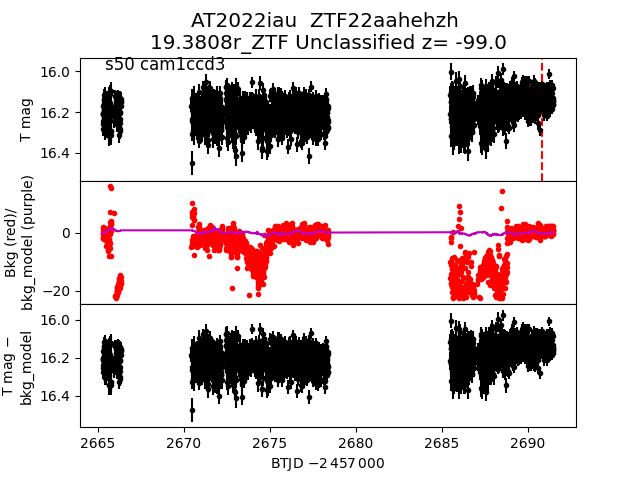 AT2022iau  ZTF22aahehzh
19.3808r_ZTF Unclassified z= -99.0
s50 cam1ccd3
T mag
16.0
16.2
16.4
Bkg (red)/
bkg_model (purple)
0
−20
T mag −
bkg_model
16.0
16.2
16.4
2665 2670 2675 2680 2685 2690
BTJD −2 457 000